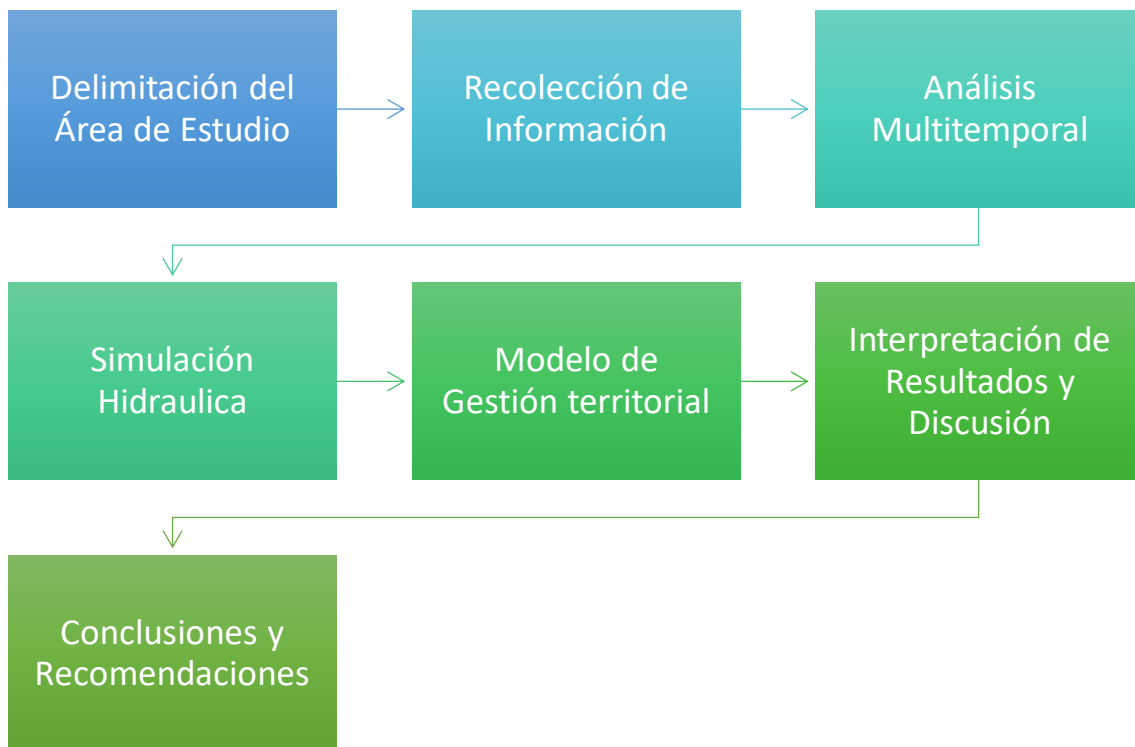 Delimitación del
Área de Estudio
Recolección de
Información
Análisis
Multitemporal
Simulación
Hidraulica
Modelo de
Gestión territorial
Interpretación de
Resultados y
Discusión
Conclusiones y
Recomendaciones